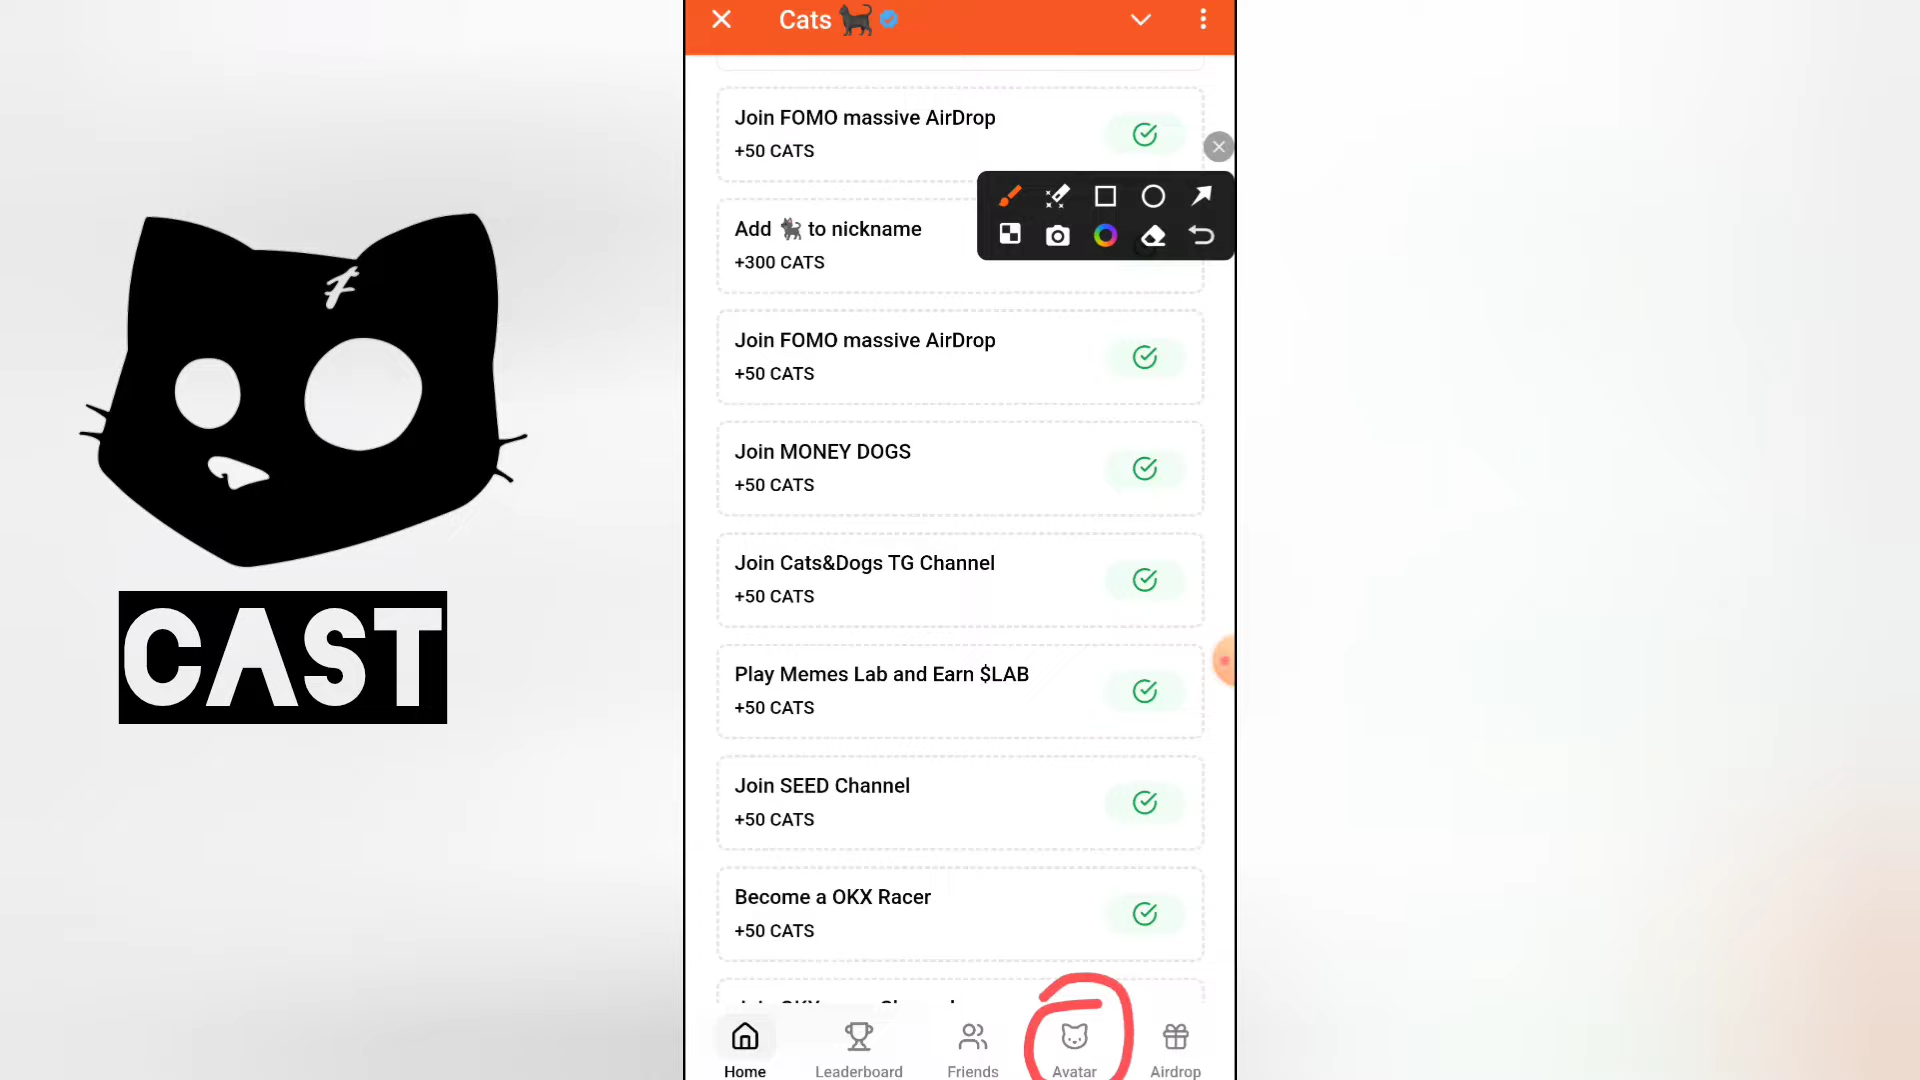 Cats
Join FOMO massive AirDrop
+50 CATS
Add 🐈‍⬛ to nickname
+300 CATS
Join FOMO massive AirDrop
+50 CATS
Join MONEY DOGS
+50 CATS
Join Cats&Dogs TG Channel
+50 CATS
Play Memes Lab and Earn $LAB
+50 CATS
Join SEED Channel
+50 CATS
Become a OKX Racer
+50 CATS
Home
Leaderboard
Friends
Avatar
Airdrop
CAST